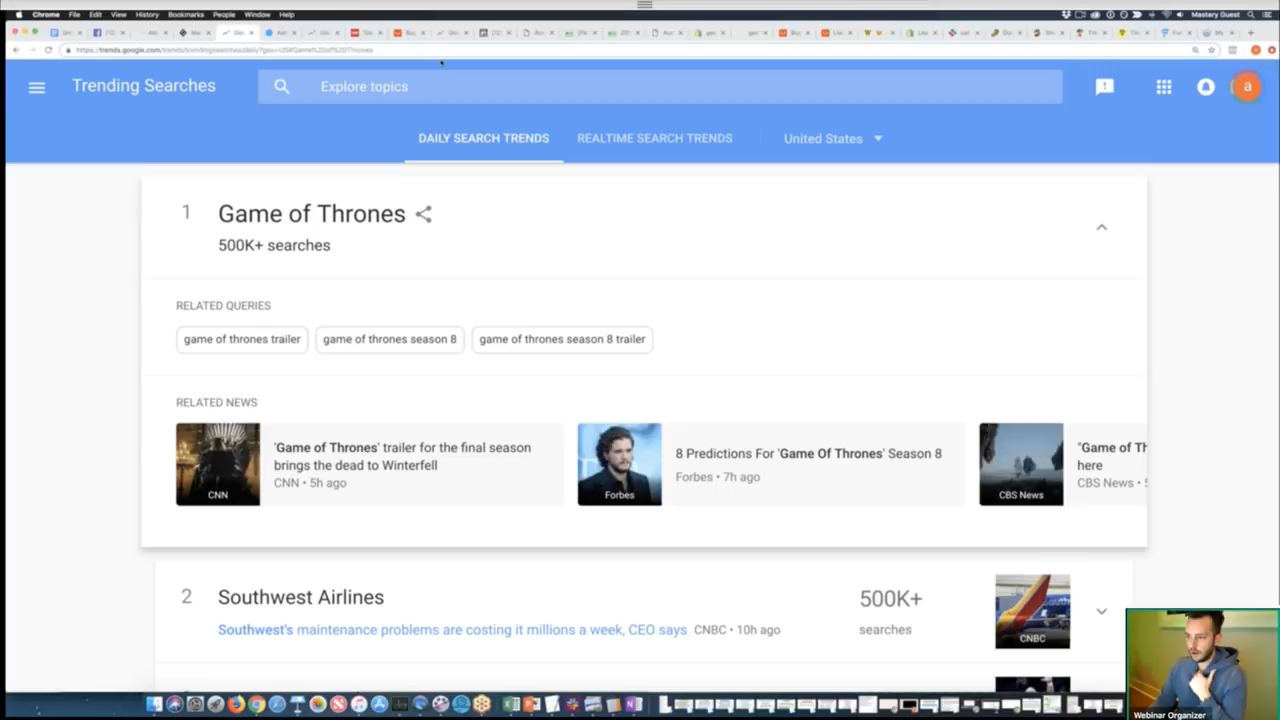 Chrome File Edit View History Bookmarks People Window Help
Mastery Guest
Trending Searches
Explore topics
a
DAILY SEARCH TRENDS
REALTIME SEARCH TRENDS
United States
1
Game of Thrones
500K+ searches
RELATED QUERIES
game of thrones trailer
game of thrones season 8
game of thrones season 8 trailer
RELATED NEWS
CNN
'Game of Thrones' trailer for the final season
brings the dead to Winterfell
CNN • 5h ago
Forbes
8 Predictions For 'Game Of Thrones' Season 8
Forbes • 7h ago
CBS News
"Game of Th
here
CBS News •
2
Southwest Airlines
Southwest's maintenance problems are costing it millions a week, CEO says CNBC • 10h ago
500K+
searches
CNBC
Webinar Organizer